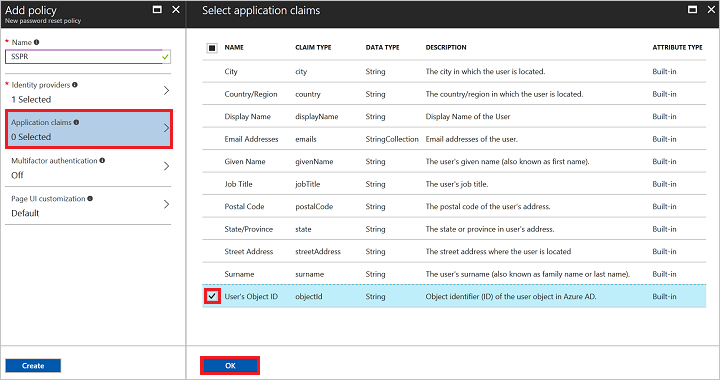 Add policy
New password reset policy
* Name
SSPR
* Identity providers
1 Selected
Application claims
0 Selected
Multifactor authentication
Off
Page UI customization
Default
Create
Select application claims
NAME CLAIM TYPE DATA TYPE DESCRIPTION ATTRIBUTE TYPE
City city String The city in which the user is located. Built-in
Country/Region country String The country/region in which the user is located. Built-in
Display Name displayName String Display Name of the User Built-in
Email Addresses emails StringCollection Email addresses of the user. Built-in
Given Name givenName String The user's given name (also known as first name). Built-in
Job Title jobTitle String The user's job title. Built-in
Postal Code postalCode String The postal code of the user's address. Built-in
State/Province state String The state or province in user's address. Built-in
Street Address streetAddress String The street address where the user is located Built-in
Surname surname String The user's surname (also known as family name or last name). Built-in
User's Object ID objectId String Object identifier (ID) of the user object in Azure AD. Built-in
OK